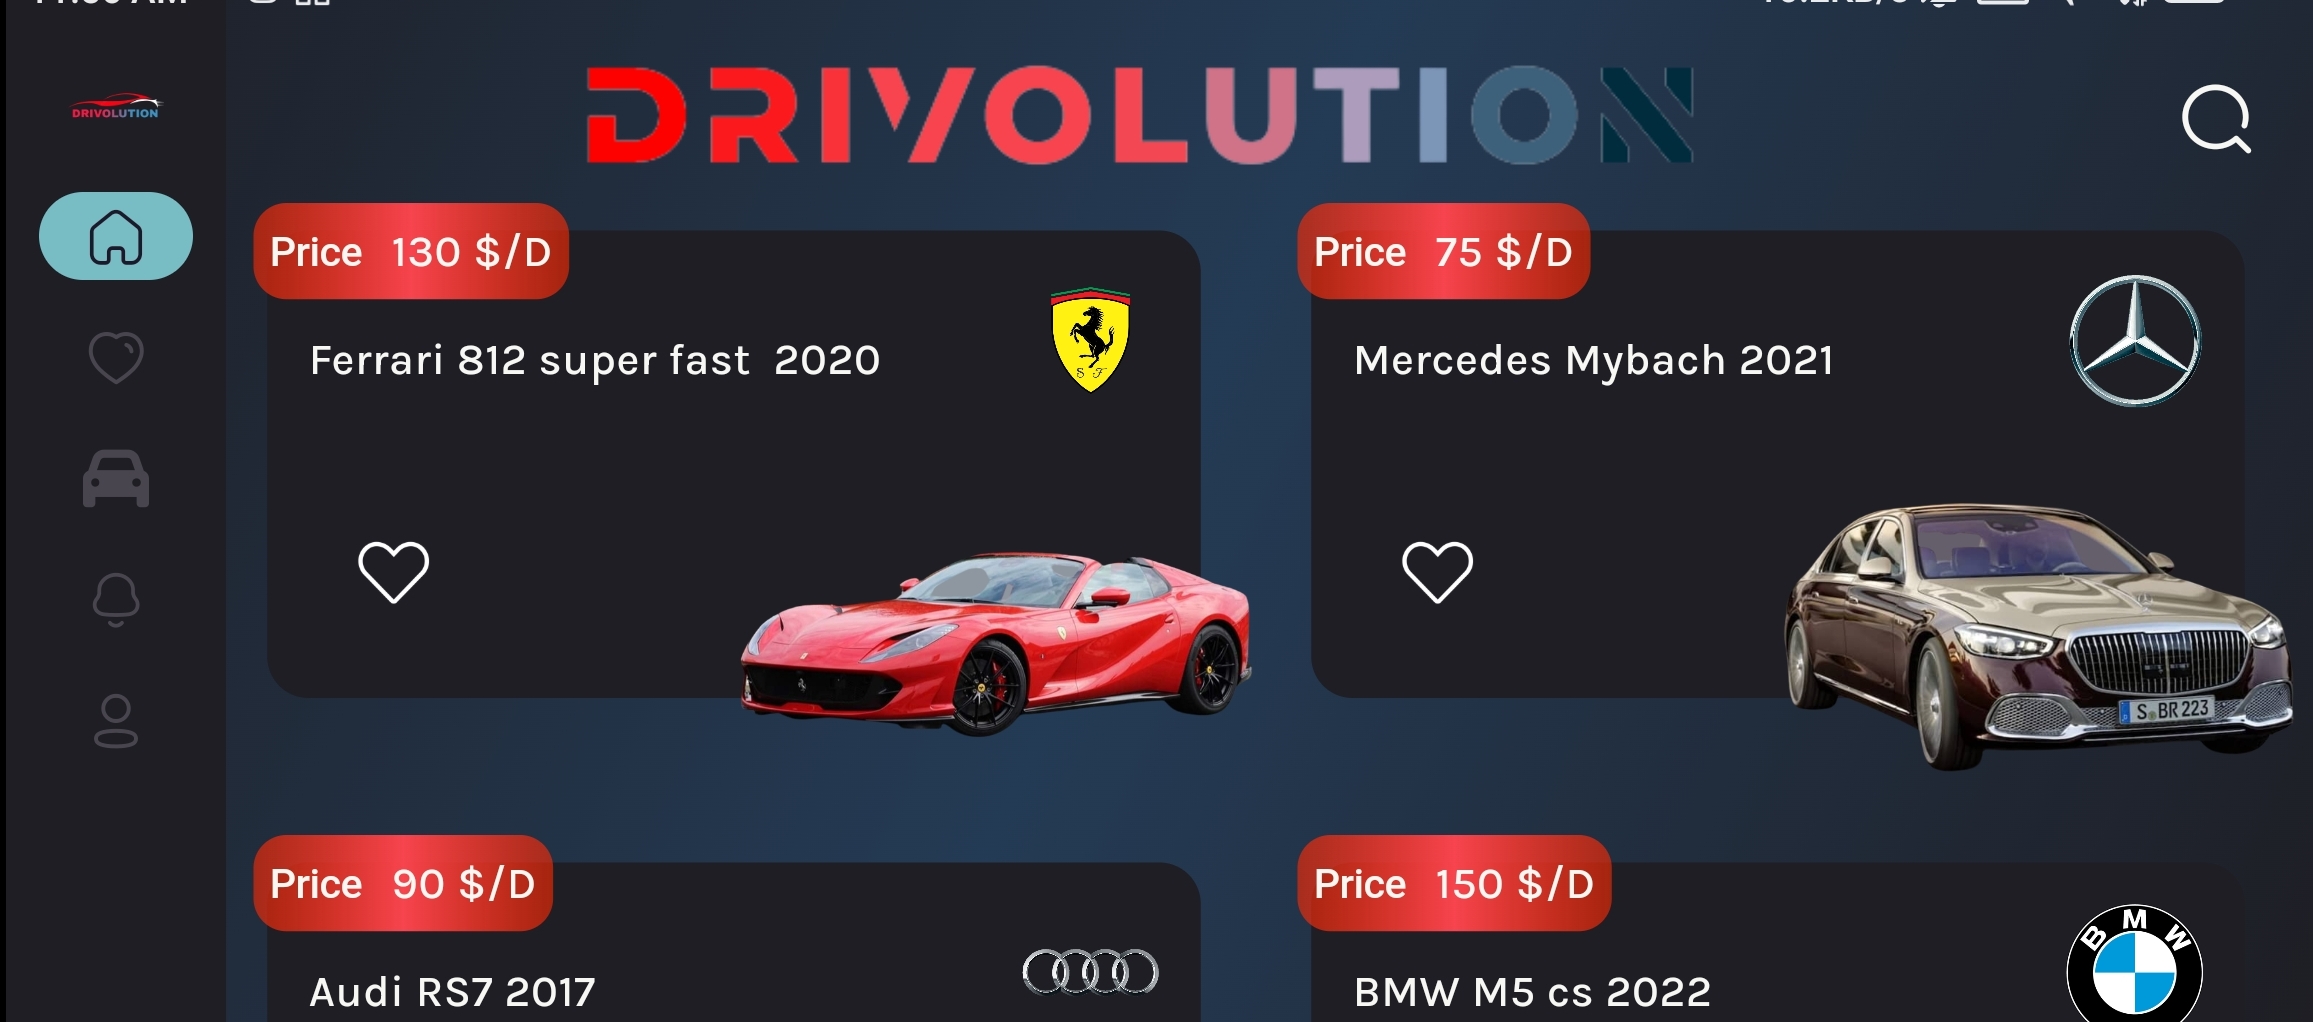 DRIVOLUTION
DRIVOLUTION
Price 130 $/D
Ferrari 812 super fast 2020
S F
Price 75 $/D
Mercedes Mybach 2021
S BR 223
Price 90 $/D
Audi RS7 2017
Price 150 $/D
BMW M5 cs 2022
BMW